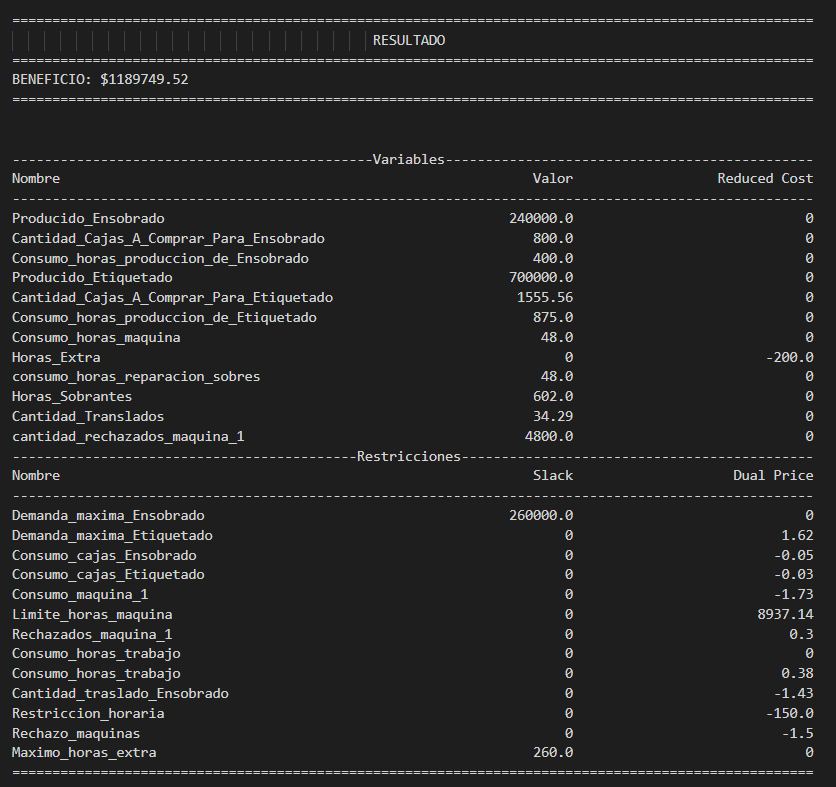 ====================================================================================================
RESULTADO
====================================================================================================
BENEFICIO: $1189749.52
====================================================================================================
---------------------------------------------Variables----------------------------------------------
Nombre Valor Reduced Cost
----------------------------------------------------------------------------------------------------
Producido_Ensobrado 240000.0 0
Cantidad_Cajas_A_Comprar_Para_Ensobrado 800.0 0
Consumo_horas_produccion_de_Ensobrado 400.0 0
Producido_Etiquetado 700000.0 0
Cantidad_Cajas_A_Comprar_Para_Etiquetado 1555.56 0
Consumo_horas_produccion_de_Etiquetado 875.0 0
Consumo_horas_maquina 48.0 0
Horas_Extra 0 -200.0
consumo_horas_reparacion_sobres 48.0 0
Horas_Sobrantes 602.0 0
Cantidad_Translados 34.29 0
cantidad_rechazados_maquina_1 4800.0 0
-------------------------------------------Restricciones--------------------------------------------
Nombre Slack Dual Price
----------------------------------------------------------------------------------------------------
Demanda_maxima_Ensobrado 260000.0 0
Demanda_maxima_Etiquetado 0 1.62
Consumo_cajas_Ensobrado 0 -0.05
Consumo_cajas_Etiquetado 0 -0.03
Consumo_maquina_1 0 -1.73
Limite_horas_maquina 0 8937.14
Rechazados_maquina_1 0 0.3
Consumo_horas_trabajo 0 0
Consumo_horas_trabajo 0 0.38
Cantidad_traslado_Ensobrado 0 -1.43
Restriccion_horaria 0 -150.0
Rechazo_maquinas 0 -1.5
Maximo_horas_extra 260.0 0
====================================================================================================